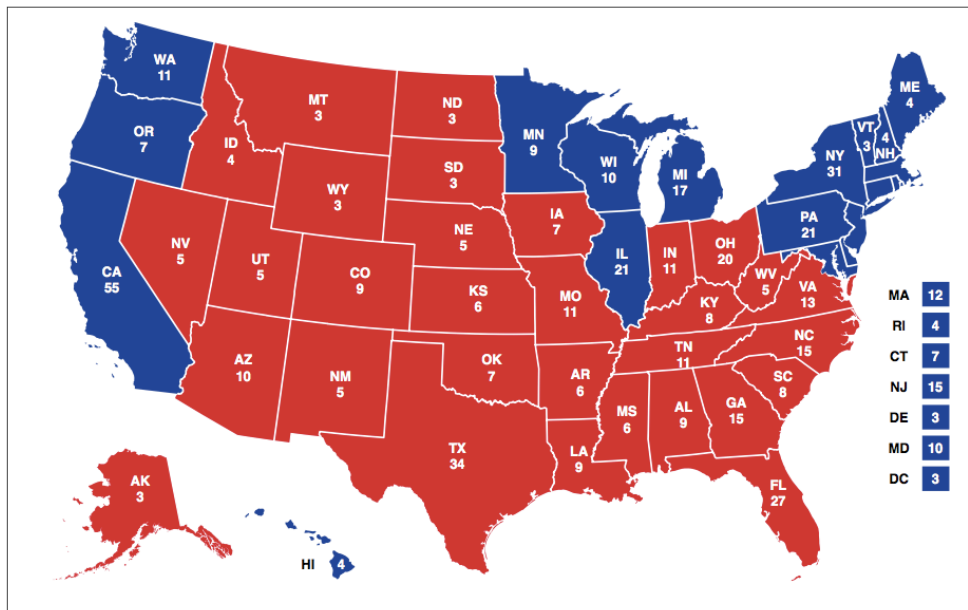 WA
11
OR
7
CA
55
ID
4
NV
5
MT
3
WY
3
UT
5
AZ
10
CO
9
NM
5
ND
3
SD
3
NE
5
KS
6
OK
7
TX
34
MN
9
IA
7
MO
11
AR
6
LA
9
WI
10
IL
21
MI
17
IN
11
OH
20
KY
8
TN
11
MS
6
AL
9
GA
15
FL
27
SC
8
NC
15
VA
13
WV
5
PA
21
NY
31
VT
3
4
NH
ME
4
MA 12
RI 4
CT 7
NJ 15
DE 3
MD 10
DC 3
AK
3
HI 4